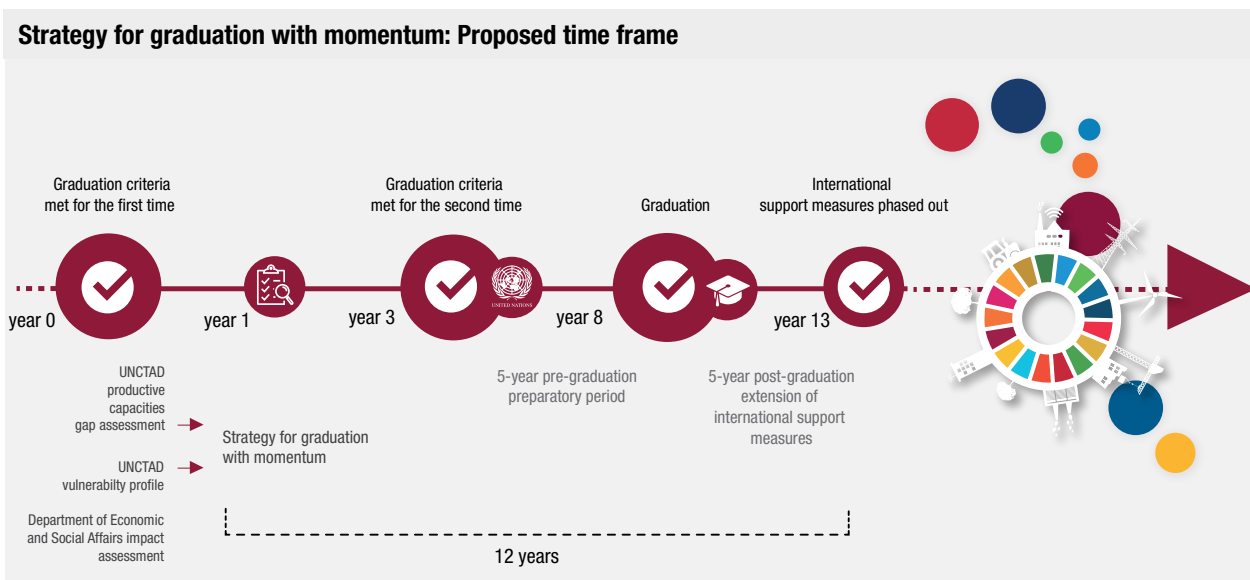 Strategy for graduation with momentum: Proposed time frame
Graduation criteria
met for the first time
Graduation criteria
met for the second time
Graduation
International
support measures phased out
UNITED NATIONS
year 0
year 1
year 3
year 8
year 13
UNCTAD
productive
capacities
gap assessment
UNCTAD
vulnerabilty profile
Department of Economic
and Social Affairs impact
assessment
Strategy for graduation
with momentum
5-year pre-graduation
preparatory period
5-year post-graduation
extension of
international support
measures
12 years